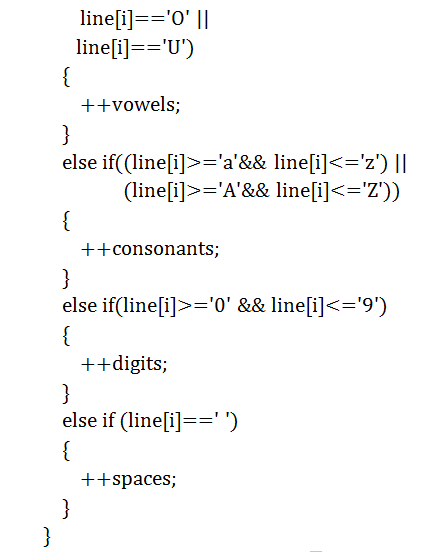 line[i]=='O' ||
line[i]=='U')
{
++vowels;
}
else if((line[i]>='a'&& line[i]<='z') ||
(line[i]>='A'&& line[i]<='Z'))
{
++consonants;
}
else if(line[i]>='0' && line[i]<='9')
{
++digits;
}
else if (line[i]==' ')
{
++spaces;
}
}